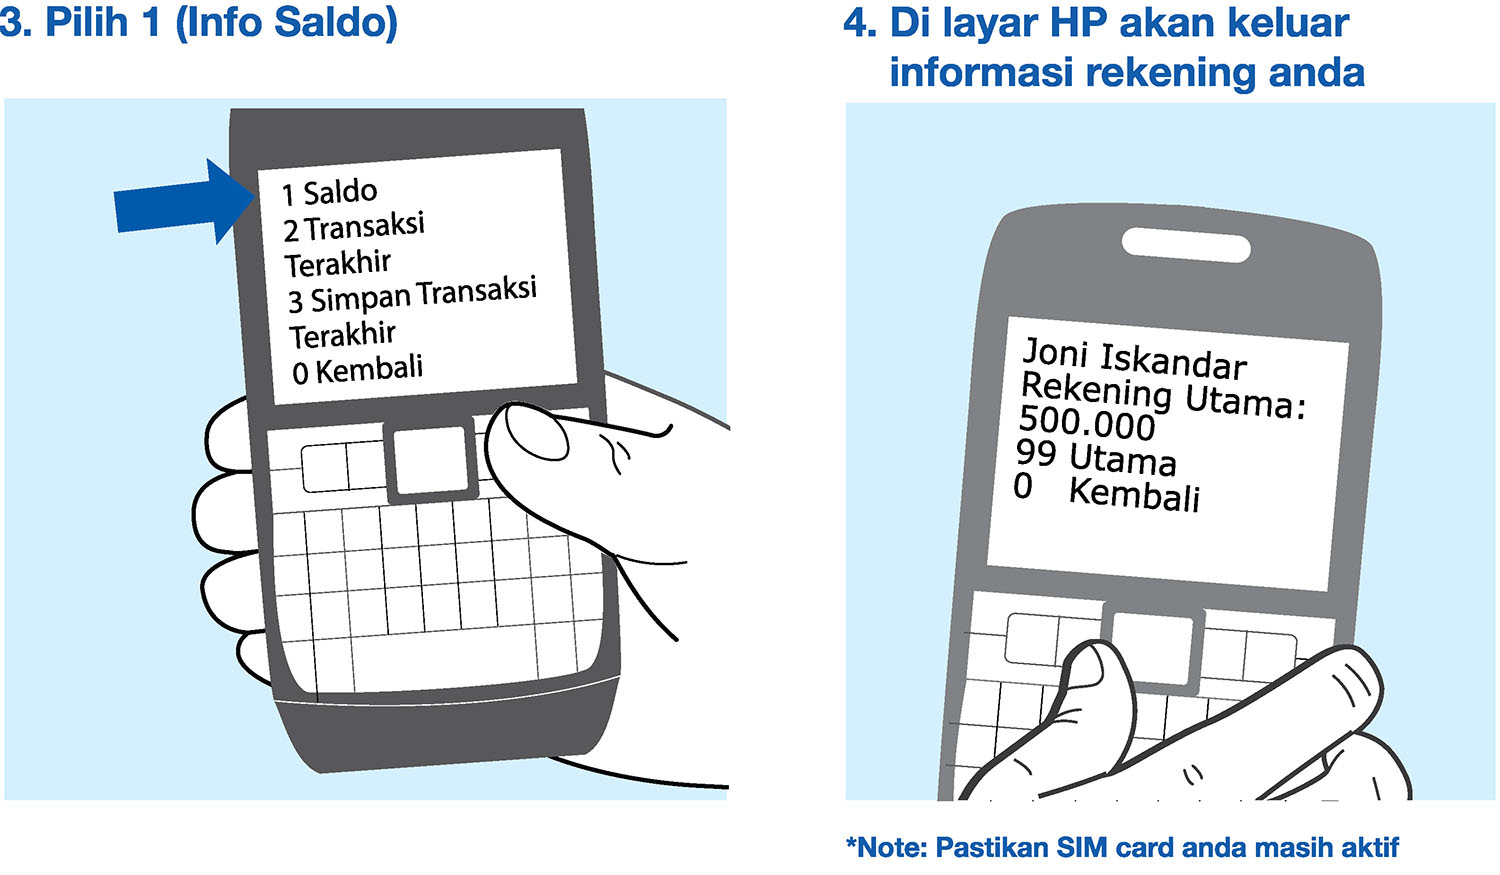 3. Pilih 1 (Info Saldo)
1 Saldo
2 Transaksi
Terakhir
3 Simpan Transaksi
Terakhir
0 Kembali
4. Di layar HP akan keluar
informasi rekening anda
Joni Iskandar
Rekening Utama:
500.000
99 Utama
0 Kembali
*Note: Pastikan SIM card anda masih aktif